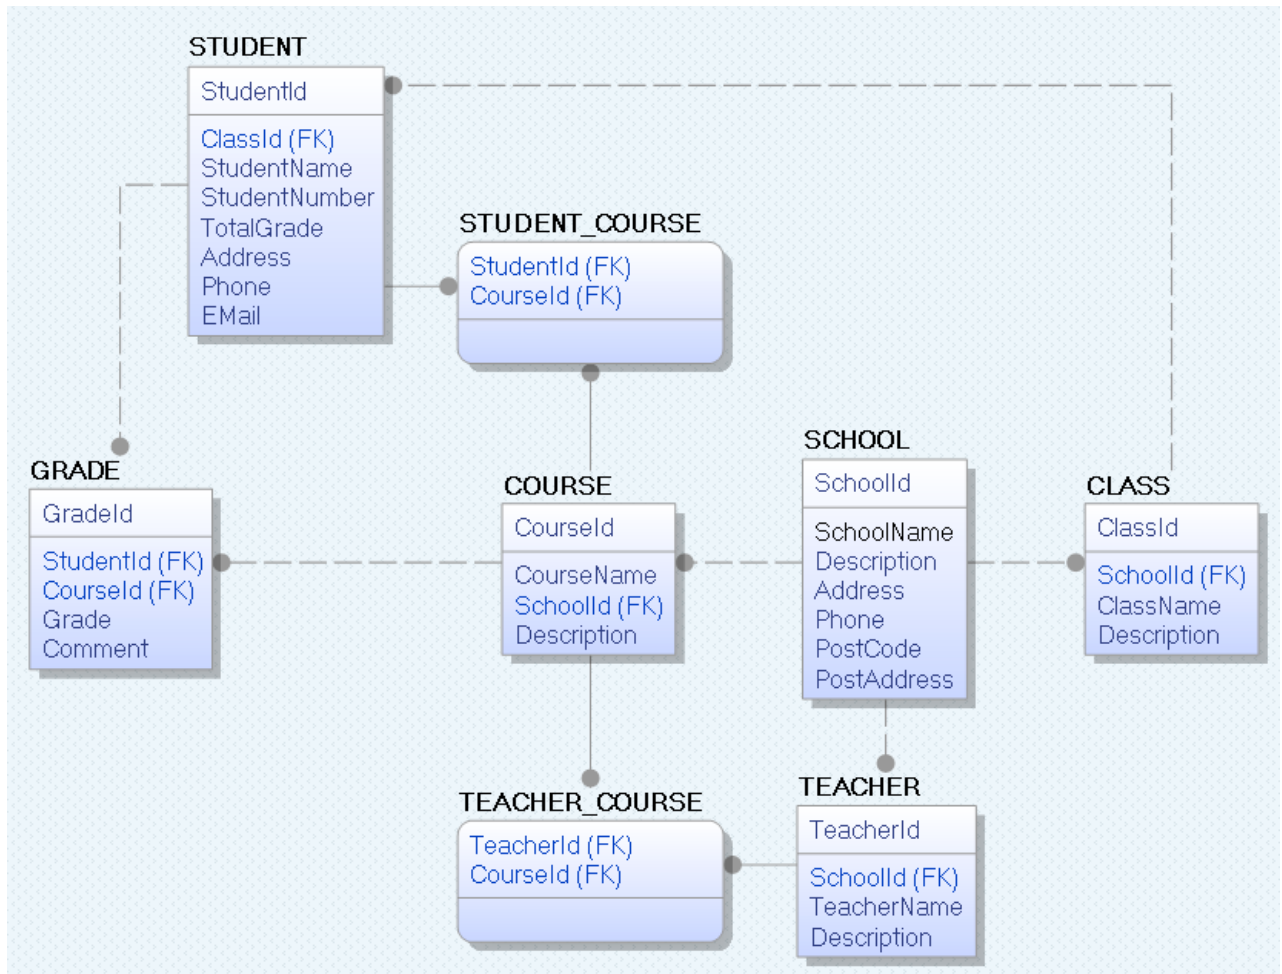 STUDENT
StudentId
ClassId (FK)
StudentName
StudentNumber
TotalGrade
Address
Phone
EMail
STUDENT_COURSE
StudentId (FK)
CourseId (FK)
GRADE
GradeId
StudentId (FK)
CourseId (FK)
Grade
Comment
COURSE
CourseId
CourseName
SchoolId (FK)
Description
SCHOOL
SchoolId
SchoolName
Description
Address
Phone
PostCode
PostAddress
CLASS
ClassId
SchoolId (FK)
ClassName
Description
TEACHER_COURSE
TeacherId (FK)
CourseId (FK)
TEACHER
TeacherId
SchoolId (FK)
TeacherName
Description